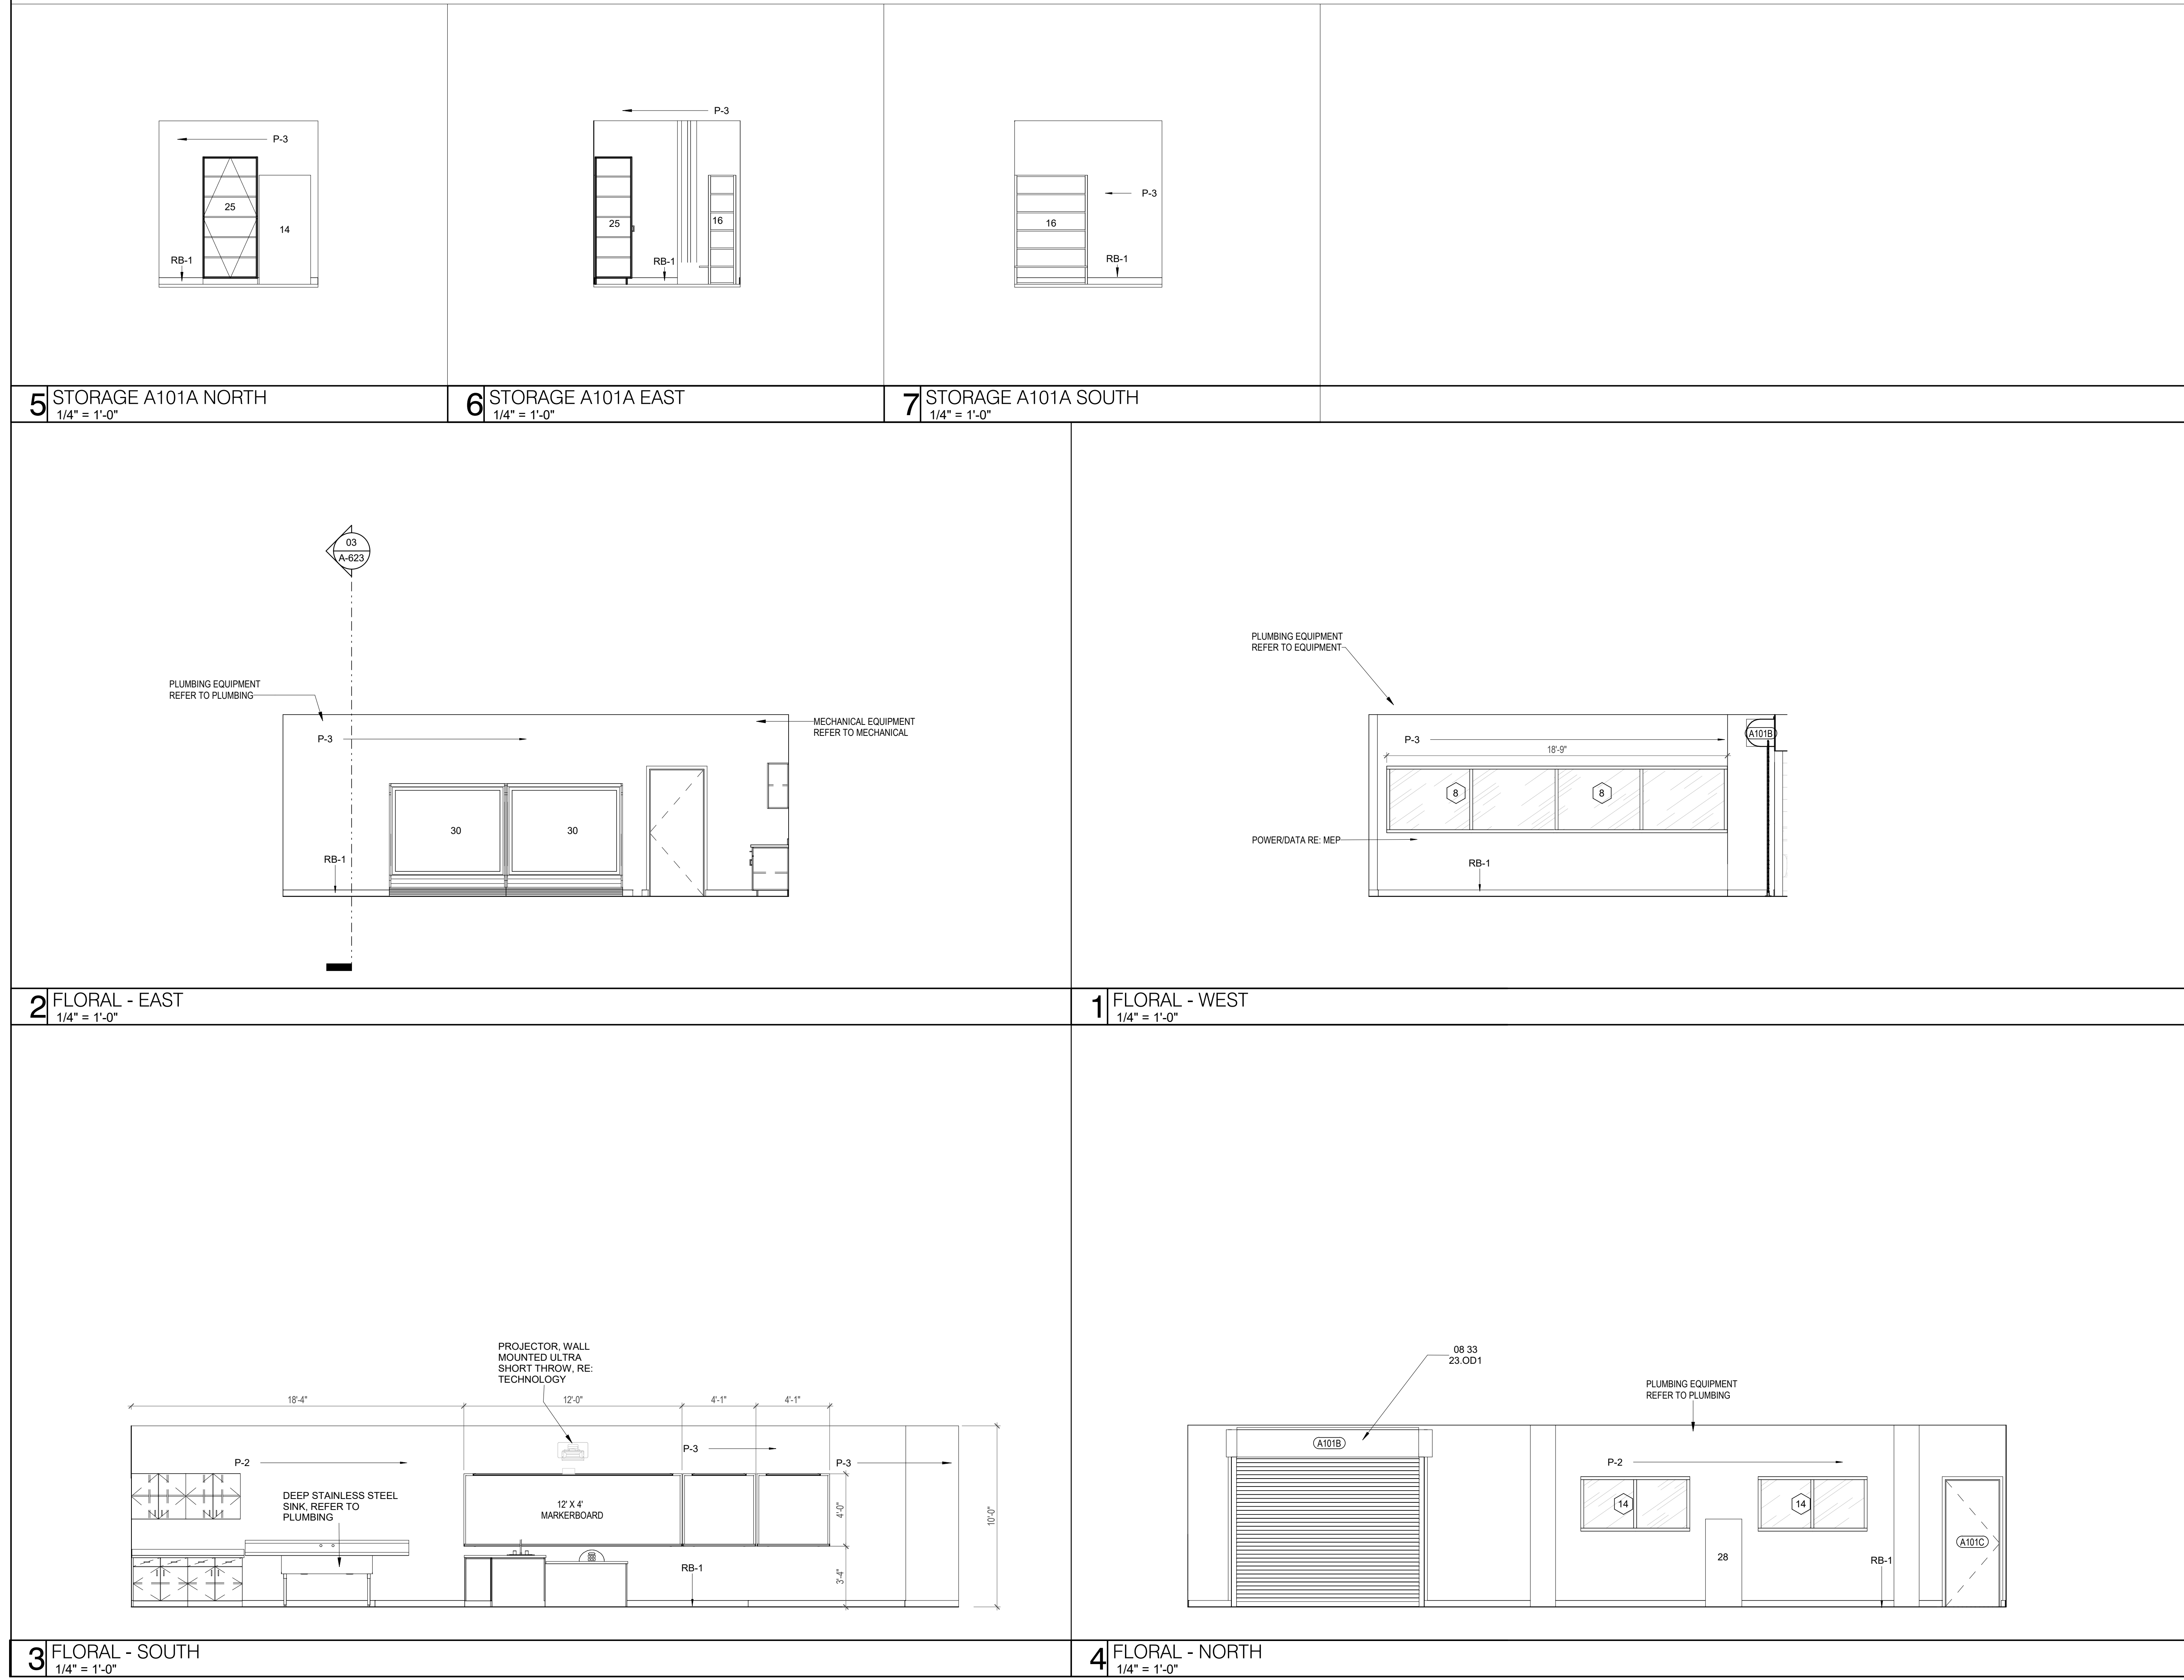 P-3
25
14
RB-1
5 STORAGE A101A NORTH
1/4" = 1'-0"
P-3
25
16
RB-1
6 STORAGE A101A EAST
1/4" = 1'-0"
P-3
16
RB-1
7 STORAGE A101A SOUTH
1/4" = 1'-0"
03
A-623
PLUMBING EQUIPMENT
REFER TO PLUMBING
MECHANICAL EQUIPMENT
REFER TO MECHANICAL
P-3
30
30
RB-1
2 FLORAL - EAST
1/4" = 1'-0"
PLUMBING EQUIPMENT
REFER TO EQUIPMENT
P-3
A101B
18'-9"
8
8
POWER/DATA RE: MEP
RB-1
1 FLORAL - WEST
1/4" = 1'-0"
PROJECTOR, WALL
MOUNTED ULTRA
SHORT THROW, RE:
TECHNOLOGY
18'-4"
12'-0"
4'-1"
4'-1"
P-3
P-2
P-3
DEEP STAINLESS STEEL
SINK, REFER TO
PLUMBING
12' X 4'
MARKERBOARD
4'-0"
10'-0"
RB-1
3'-4"
3 FLORAL - SOUTH
1/4" = 1'-0"
08 33
23.OD1
PLUMBING EQUIPMENT
REFER TO PLUMBING
A101B
P-2
14
14
A101C
28
RB-1
4 FLORAL - NORTH
1/4" = 1'-0"